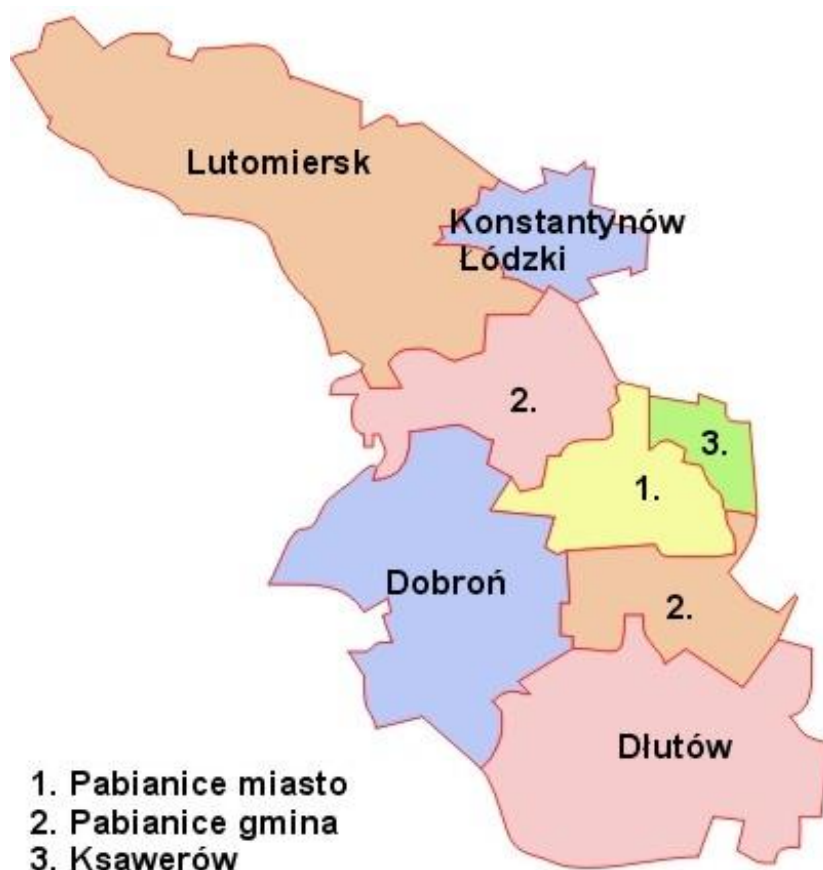 Lutomiersk
Konstantynów
Łódzki
2.
3.
1.
Dobroń
2.
Dłutów
1. Pabianice miasto
2. Pabianice gmina
3. Ksawerów